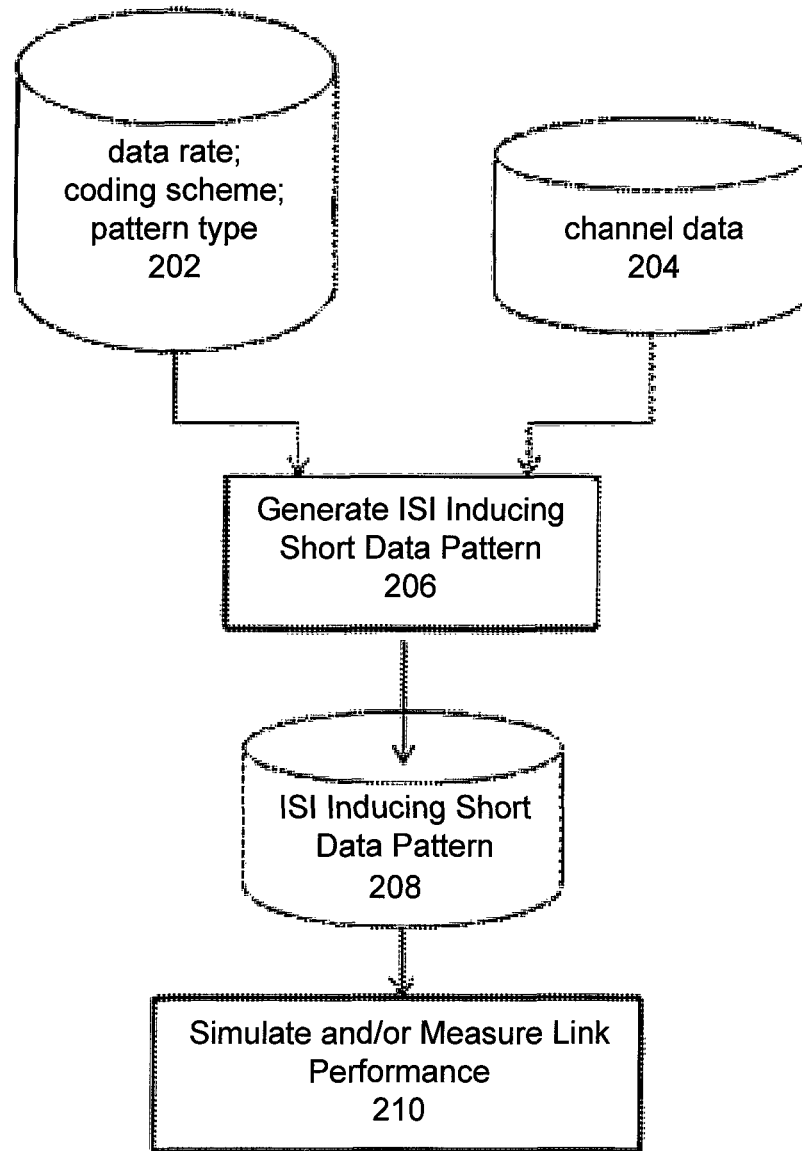 data rate;
coding scheme;
pattern type
202
channel data
204
Generate ISI Inducing
Short Data Pattern
206
ISI Inducing Short
Data Pattern
208
Simulate and/or Measure Link
Performance
210